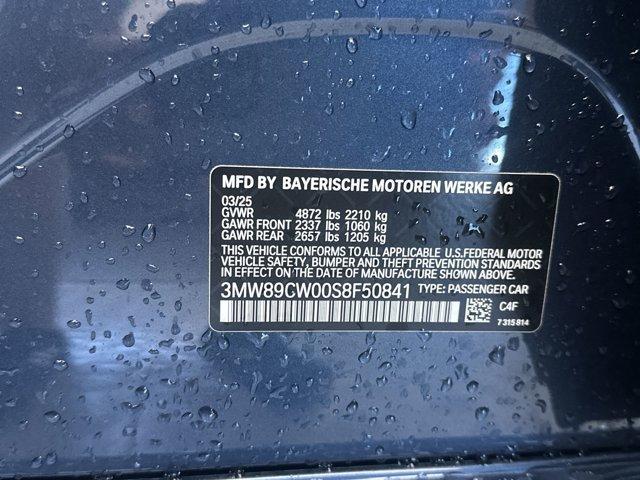 MFD BY BAYERISCHE MOTOREN WERKE AG
03/25
GVWR 4872 lbs 2210 kg
GAWR FRONT 2337 lbs 1060 kg
GAWR REAR 2657 lbs 1205 kg
THIS VEHICLE CONFORMS TO ALL APPLICABLE U.S.FEDERAL MOTOR
VEHICLE SAFETY, BUMPER AND THEFT PREVENTION STANDARDS
IN EFFECT ON THE DATE OF MANUFACTURE SHOWN ABOVE.
3MW89CW00S8F50841 TYPE: PASSENGER CAR
C4F
7315814